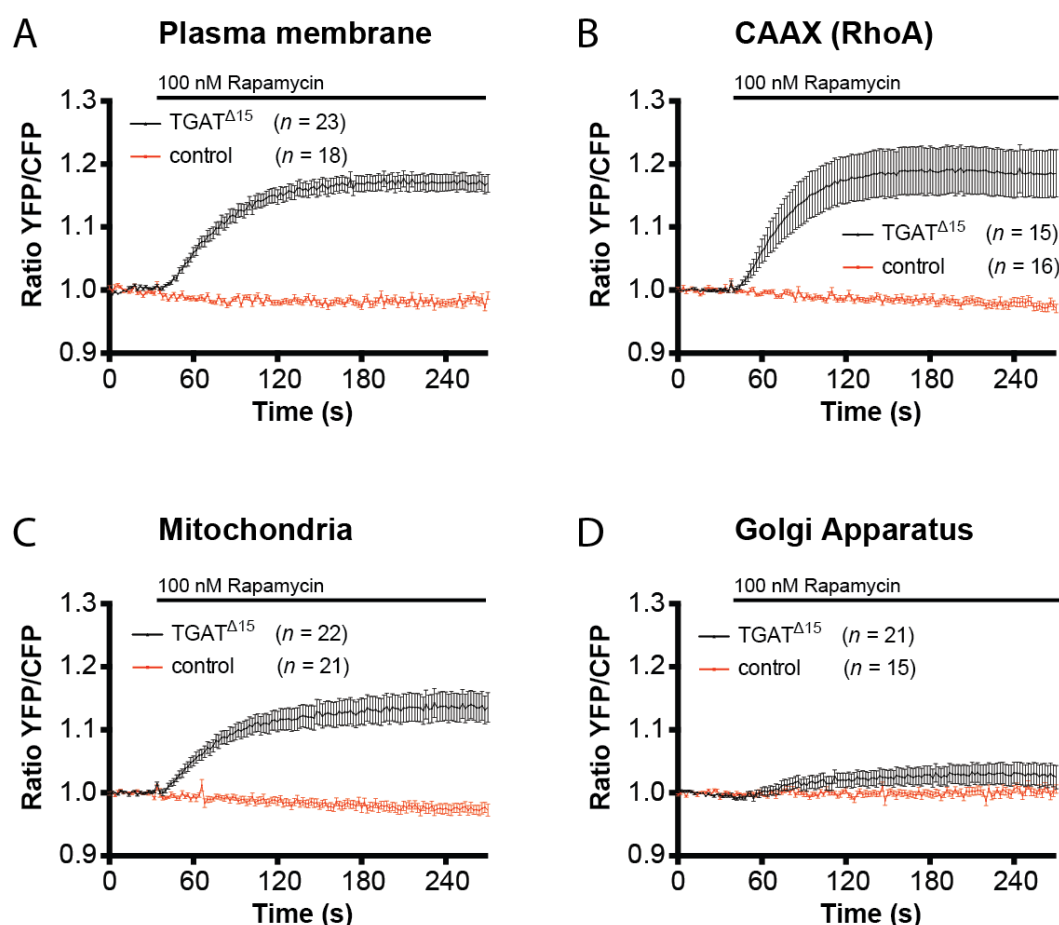 A Plasma membrane
100 nM Rapamycin
1.3
1.2
1.1
1.0
0.9
Ratio YFP/CFP
TGATΔ15 (n = 23)
control (n = 18)
0 60 120 180 240
Time (s)
B CAAX (RhoA)
100 nM Rapamycin
1.3
1.2
1.1
1.0
0.9
Ratio YFP/CFP
TGATΔ15 (n = 15)
control (n = 16)
0 60 120 180 240
Time (s)
C Mitochondria
100 nM Rapamycin
1.3
1.2
1.1
1.0
0.9
Ratio YFP/CFP
TGATΔ15 (n = 22)
control (n = 21)
0 60 120 180 240
Time (s)
D Golgi Apparatus
100 nM Rapamycin
1.3
1.2
1.1
1.0
0.9
Ratio YFP/CFP
TGATΔ15 (n = 21)
control (n = 15)
0 60 120 180 240
Time (s)